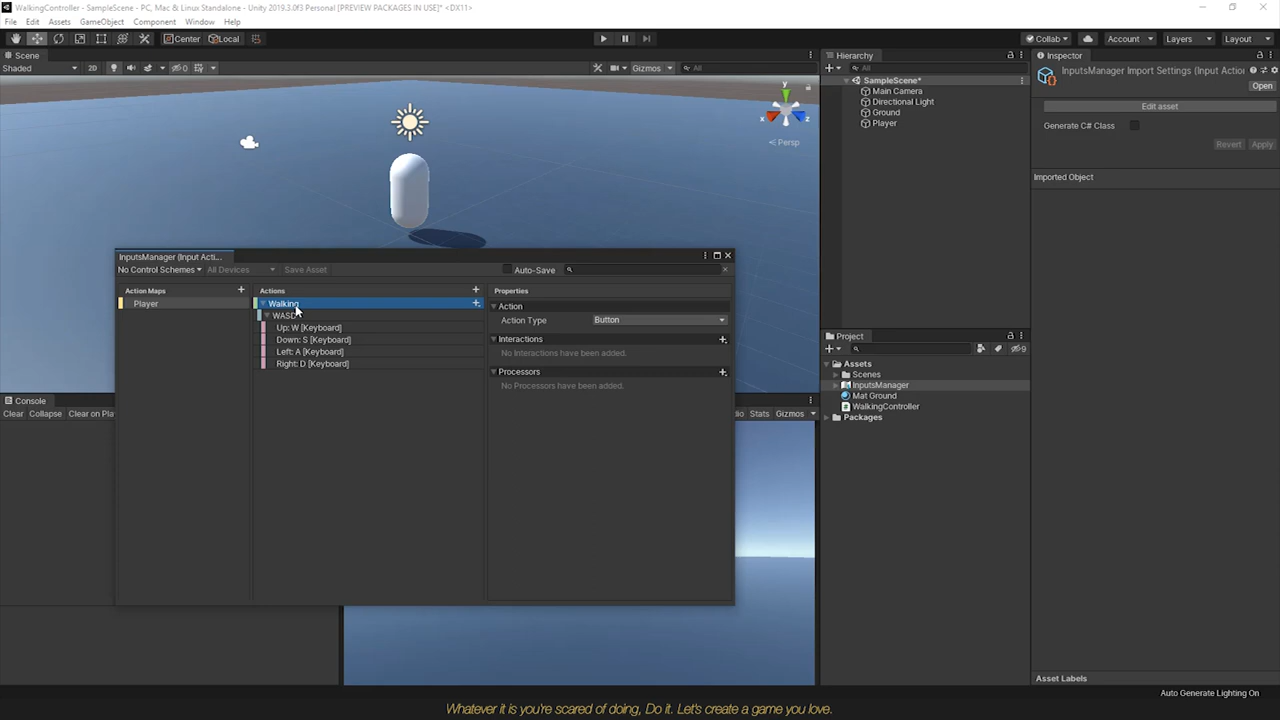 WalkingController - SampleScene - PC, Mac & Linux Standalone - Unity 2019.3.0f3 Personal [PREVIEW PACKAGES IN USE]* <DX11>
File Edit Assets GameObject Component Window Help
Center Local Collab Account Layers Layout
Scene
Shaded 2D 0 Gizmos All
y
x z
Persp
Hierarchy
All
SampleScene*
Main Camera
Directional Light
Ground
Player
Inspector
InputsManager Import Settings (Input Action
Open
Edit asset
Generate C# Class
Revert Apply
Imported Object
InputsManager (Input Acti...
No Control Schemes All Devices Save Asset Auto-Save
Action Maps
Player
Actions
Walking
WASD
Up: W [Keyboard]
Down: S [Keyboard]
Left: A [Keyboard]
Right: D [Keyboard]
Properties
Action
Action Type Button
Interactions
No Interactions have been added.
Processors
No Processors have been added.
Project
9
Assets
Scenes
InputsManager
Mat Ground
WalkingController
Packages
Console
Clear Collapse Clear on Pla
Stats Gizmos
Asset Labels
Auto Generate Lighting On
Whatever it is you're scared of doing, Do it. Let's create a game you love.